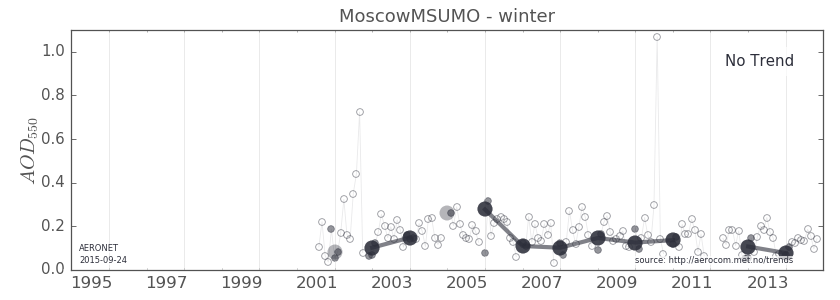 MoscowMSUMO - winter
No Trend
AOD550
1.0
0.8
0.6
0.4
0.2
0.0
AERONET
2015-09-24
source: http://aerocom.met.no/trends
1995 1997 1999 2001 2003 2005 2007 2009 2011 2013